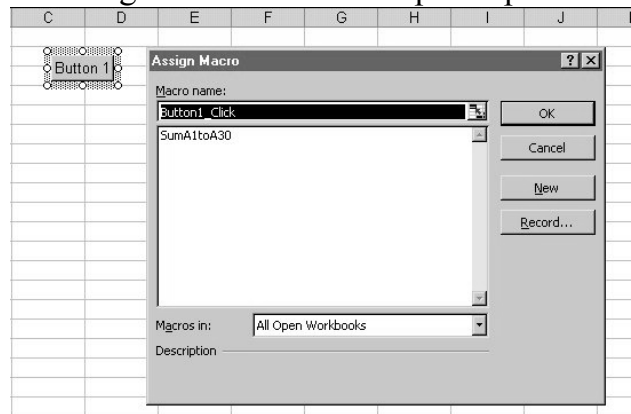 C D E F G H I J
Button 1
Assign Macro
Macro name:
Button1_Click
OK
SumA1toA30
Cancel
New
Record...
Macros in: All Open Workbooks
Description